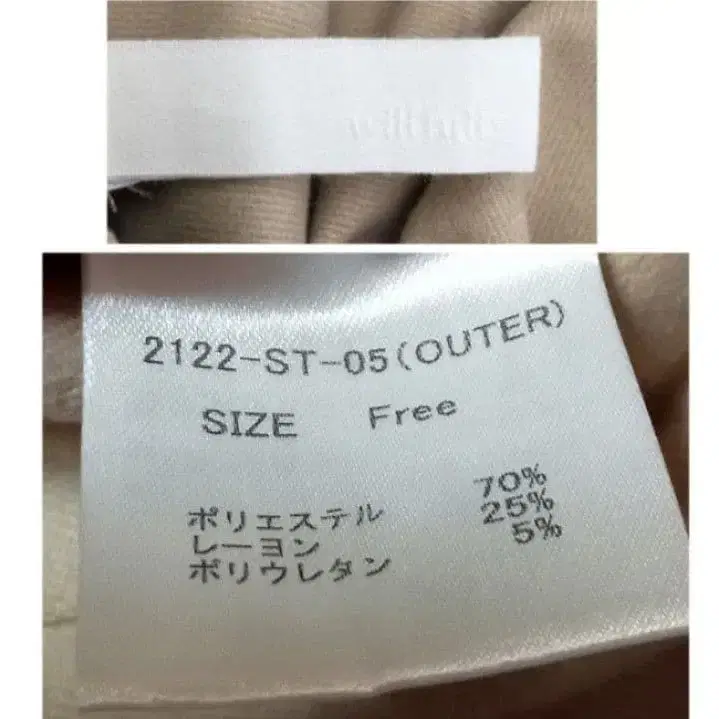 2122-ST-05(OUTER)
SIZE Free
ポリエステル 70%
レーヨン 25%
ポリウレタン 5%